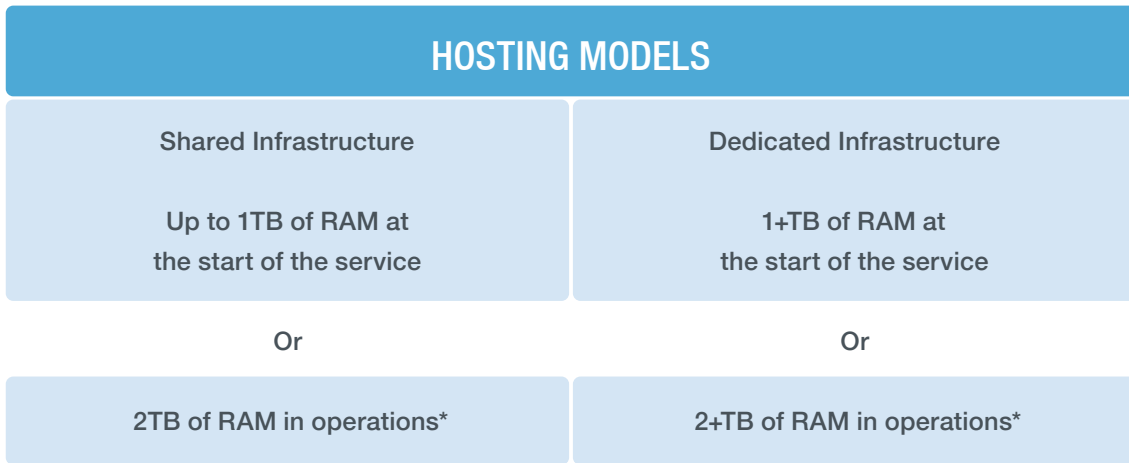 HOSTING MODELS
Shared Infrastructure
Up to 1TB of RAM at
the start of the service
Dedicated Infrastructure
1+TB of RAM at
the start of the service
Or
Or
2TB of RAM in operations*
2+TB of RAM in operations*